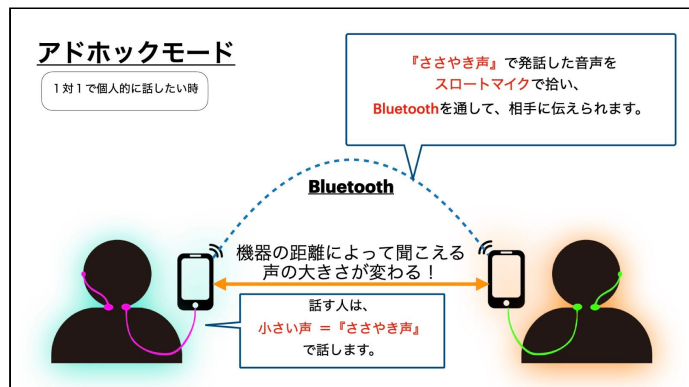 アドホックモード
１対１で個人的に話したい時
『ささやき声』で発話した音声を
スロートマイクで拾い、
Bluetoothを通して、相手に伝えられます。
Bluetooth
機器の距離によって聞こえる
声の大きさが変わる！
話す人は、
小さい声 ＝『ささやき声』
で話します。